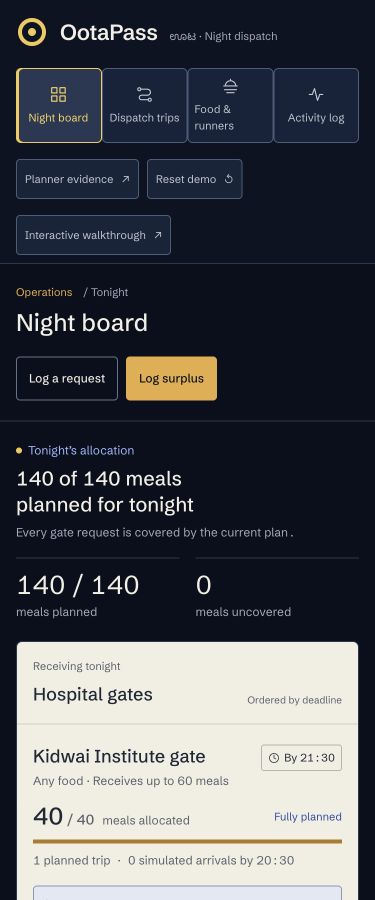 OotaPass ಊಟ · Night dispatch
Night board
Dispatch trips
Food &
runners
Activity log
Planner evidence ↗
Reset demo ↺
Interactive walkthrough ↗
Operations / Tonight
Night board
Log a request
Log surplus
Tonight's allocation
140 of 140 meals
planned for tonight
Every gate request is covered by the current plan.
140 / 140
meals planned
0
meals uncovered
Receiving tonight
Hospital gates
Ordered by deadline
Kidwai Institute gate
By 21:30
Any food · Receives up to 60 meals
40 / 40 meals allocated
Fully planned
1 planned trip · 0 simulated arrivals by 20:30